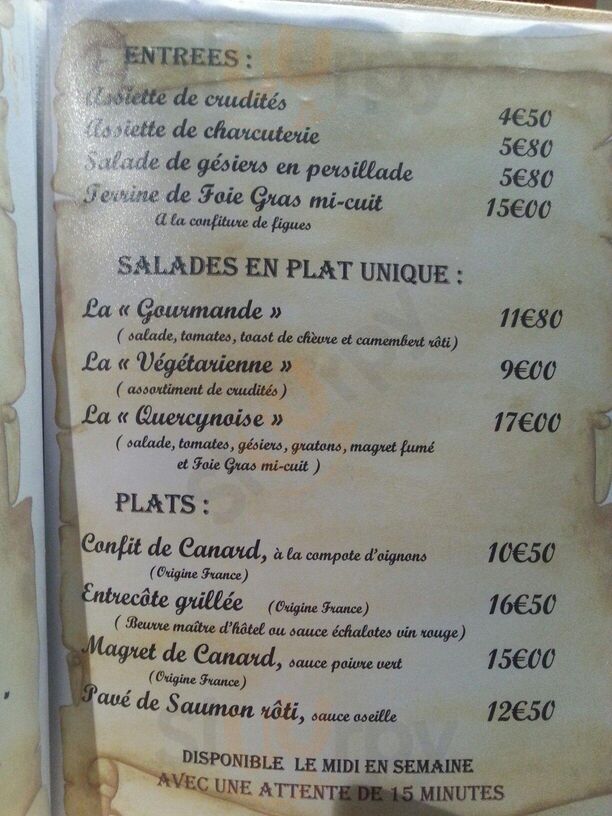 ENTREES :
Assiette de crudités 4€50
Assiette de charcuterie 5€80
Salade de gésiers en persillade 5€80
Terrine de Foie Gras mi-cuit 15€00
A la confiture de figues
SALADES EN PLAT UNIQUE :
La « Gourmande » 11€80
( salade, tomates, toast de chèvre et camembert rôti)
La « Végétarienne » 9€00
( assortiment de crudités )
La « Quercynoise » 17€00
( salade, tomates, gésiers, gratons, magret fumé
et Foie Gras mi-cuit )
PLATS :
Confit de Canard, à la compote d'oignons 10€50
(Origine France)
Entrecôte grillée (Origine France) 16€50
( Beurre maître d'hôtel ou sauce échalotes vin rouge)
Magret de Canard, sauce poivre vert 15€00
(Origine France)
Pavé de Saumon rôti, sauce oseille 12€50
DISPONIBLE LE MIDI EN SEMAINE
AVEC UNE ATTENTE DE 15 MINUTES